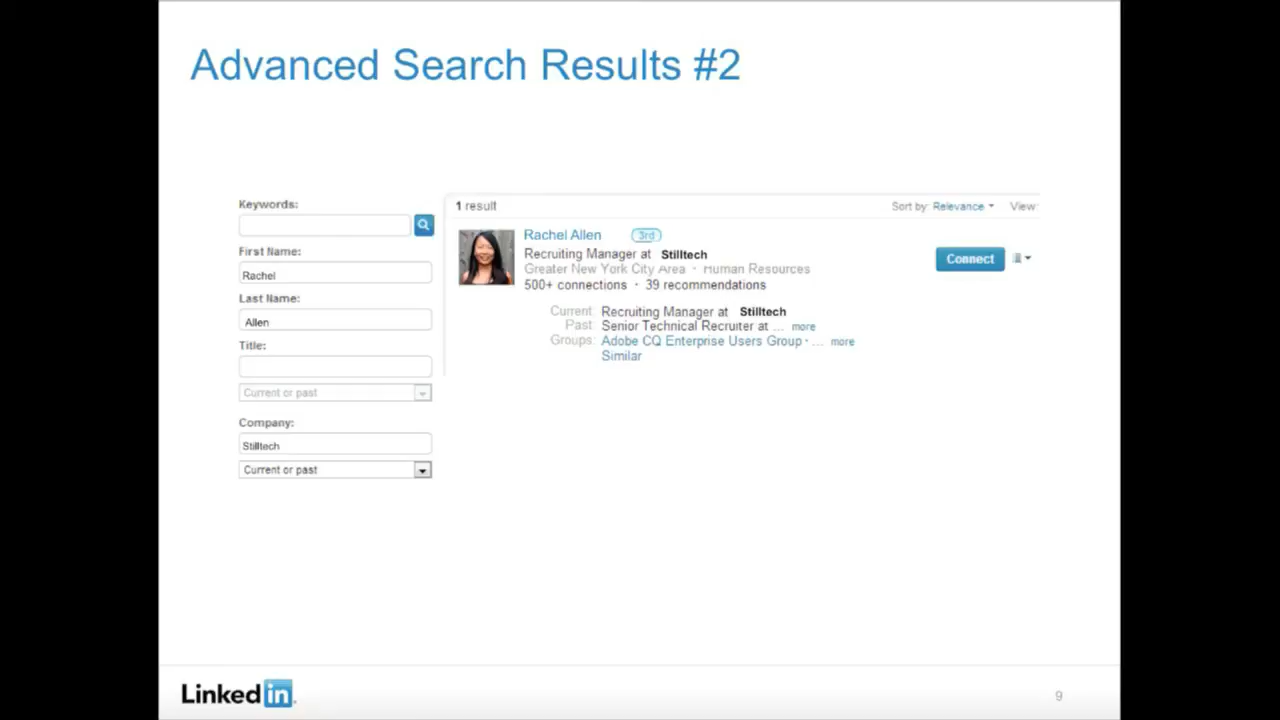 Advanced Search Results #2
Keywords:
First Name:
Rachel
Last Name:
Allen
Title:
Current or past
Company:
Stilltech
Current or past
1 result
Sort by: Relevance View:
Rachel Allen 3rd
Recruiting Manager at Stilltech
Connect
Greater New York City Area · Human Resources
500+ connections · 39 recommendations
Current: Recruiting Manager at Stilltech
Past: Senior Technical Recruiter at ... more
Groups: Adobe CQ Enterprise Users Group · ... more
Similar
Linked in
9